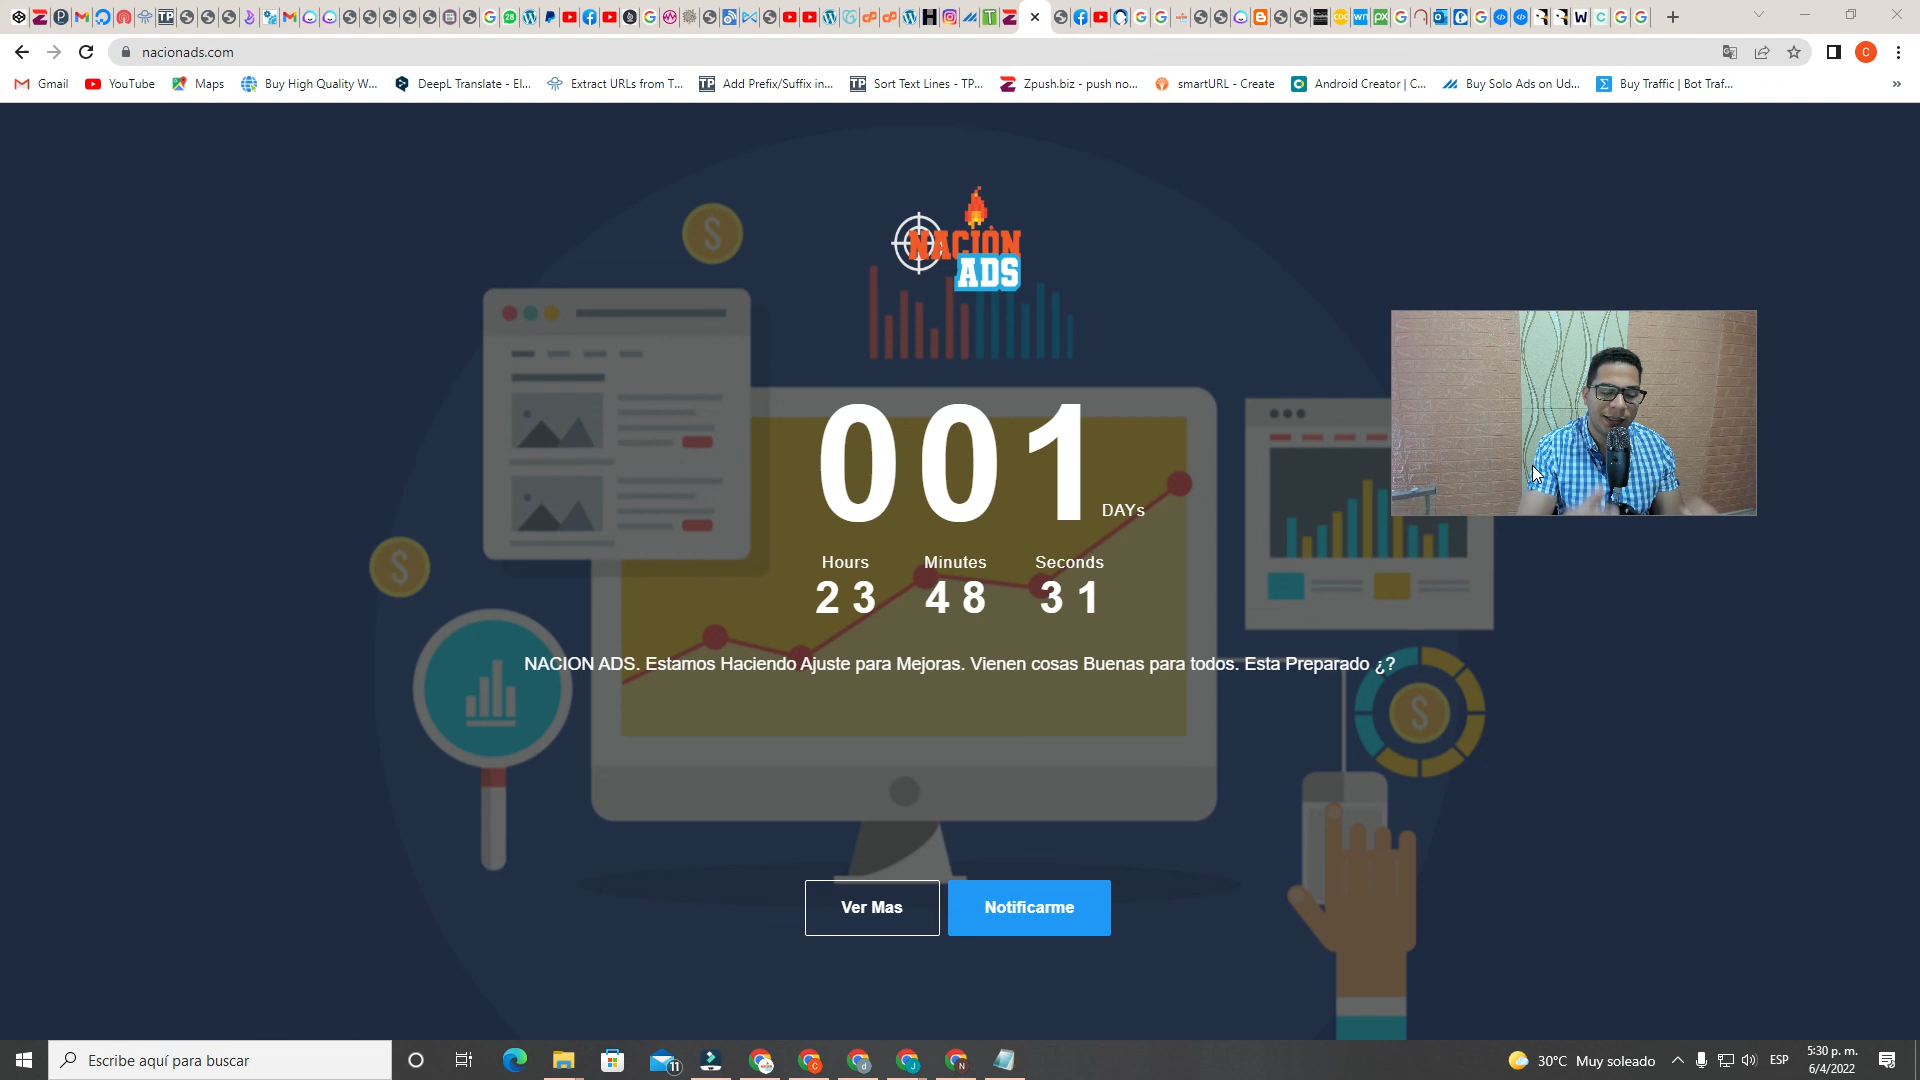 nacionads.com
Gmail
YouTube
Maps
Buy High Quality W...
DeepL Translate - El...
Extract URLs from T...
Add Prefix/Suffix in...
Sort Text Lines - TP...
Zpush.biz - push no...
smartURL - Create
Android Creator | C...
Buy Solo Ads on Ud...
Buy Traffic | Bot Traf...
NACIÓN
ADS
001 DAYs
Hours Minutes Seconds
23 48 31
NACION ADS. Estamos Haciendo Ajuste para Mejoras. Vienen cosas Buenas para todos. Esta Preparado ¿?
Ver Mas
Notificarme
Escribe aquí para buscar
11
30°C Muy soleado
ESP
5:30 p. m.
6/4/2022